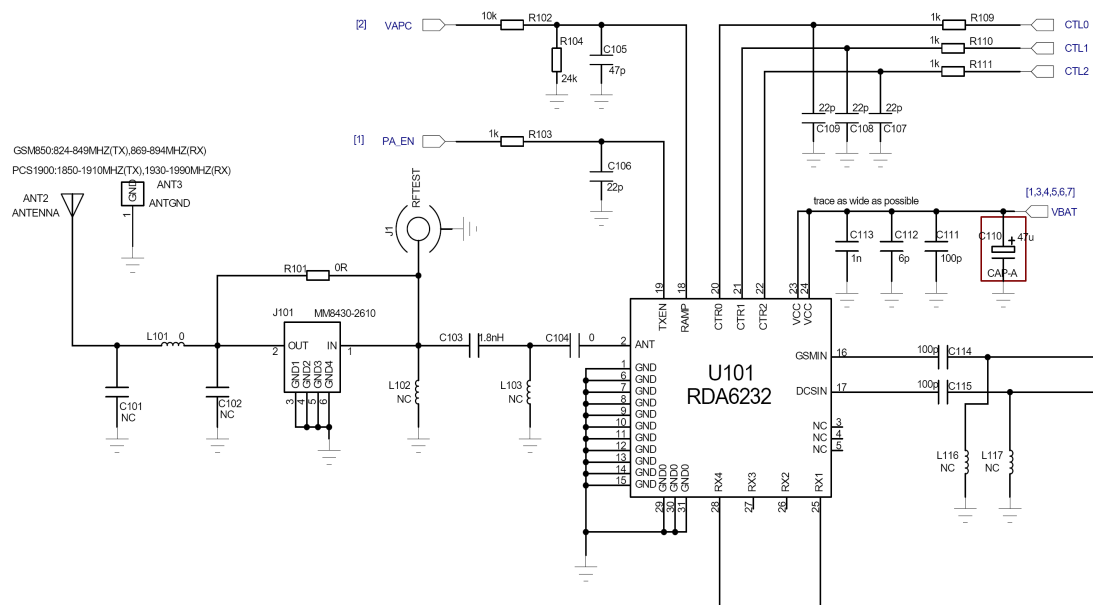 [2] VAPC 10k R102
R104
24k
C105
47p
1k R109 CTL0
1k R110 CTL1
1k R111 CTL2
22p 22p 22p
C109 C108 C107
[1] PA_EN 1k R103
C106
22p
GSM850:824-849MHZ(TX),869-894MHZ(RX)
PCS1900:1850-1910MHZ(TX),1930-1990MHZ(RX)
ANT2
ANTENNA
GND
1
ANT3
ANTGND
RFTEST
J1
[1,3,4,5,6,7]
trace as wide as possible
VBAT
C113
1n
C112
6p
C111
100p
C110
+
47u
CAP-A
R101 0R
J101 MM8430-2610
L101 0
2 OUT IN 1
GND1
GND2
GND3
GND4
3
4
5
6
C101
NC
C102
NC
L102
NC
C103 1.8nH
L103
NC
C104 0
19 18 20 21 22 23 24
TXEN
RAMP
CTR0
CTR1
CTR2
VCC
VCC
2 ANT
1 GND
6 GND
7 GND
8 GND
9 GND
10 GND
11 GND
12 GND
13 GND
14 GND
15 GND
U101
RDA6232
GSMIN 16
DCSIN 17
NC 3
NC 4
NC 5
100p C114
100p C115
L116
NC
L117
NC
GND0
GND0
GND0
RX4
RX3
RX2
RX1
29
30
31
28
27
26
25